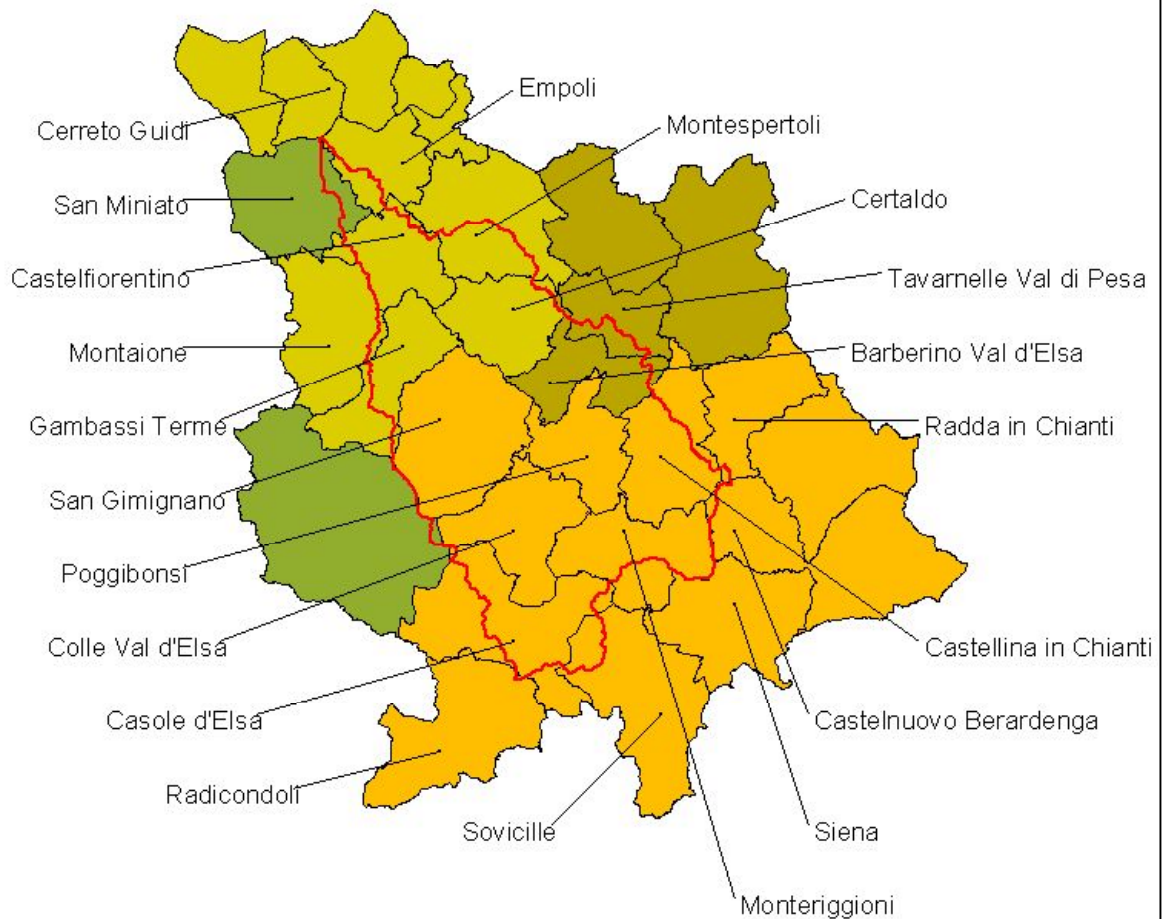 Empoli
Cerreto Guidi
Montespertoli
San Miniato
Certaldo
Castelfiorentino
Tavarnelle Val di Pesa
Montaione
Barberino Val d'Elsa
Gambassi Terme
Radda in Chianti
San Gimignano
Poggibonsi
Colle Val d'Elsa
Castellina in Chianti
Casole d'Elsa
Castelnuovo Berardenga
Radicondoli
Sovicille
Siena
Monteriggioni